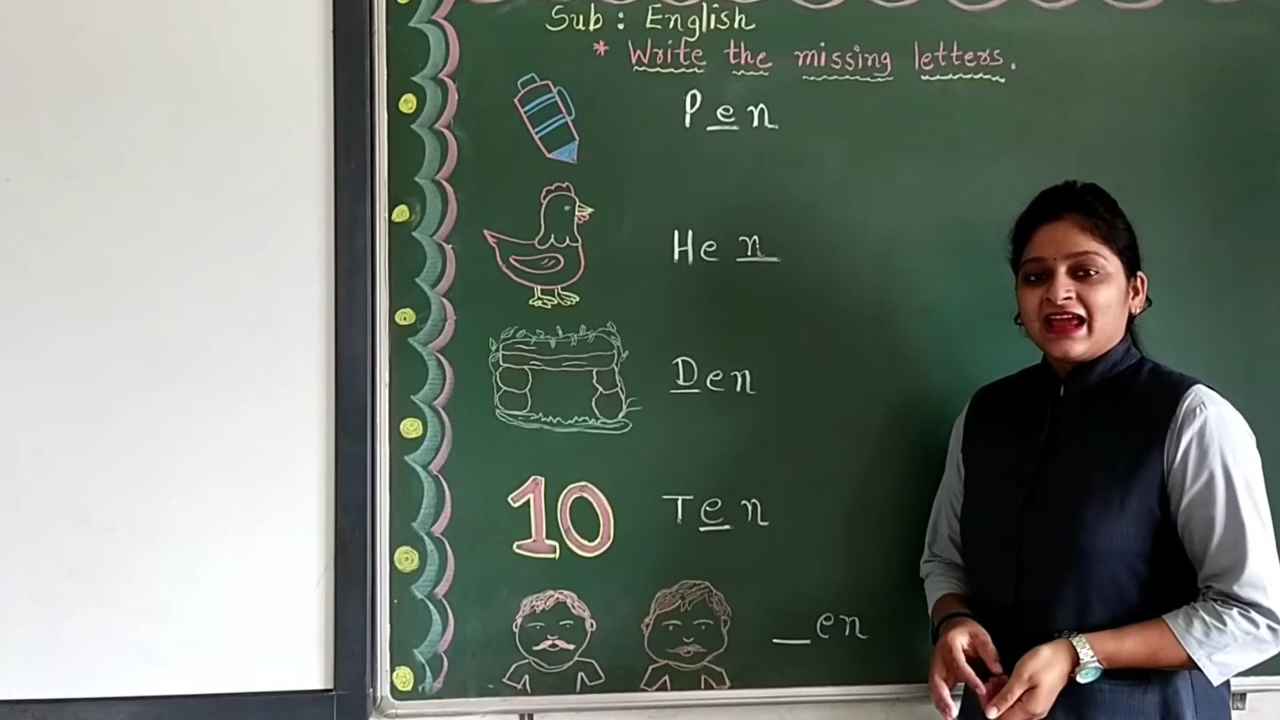 Sub : English
* Write the missing letters.
Pen
Hen
Den
10 Ten
_en